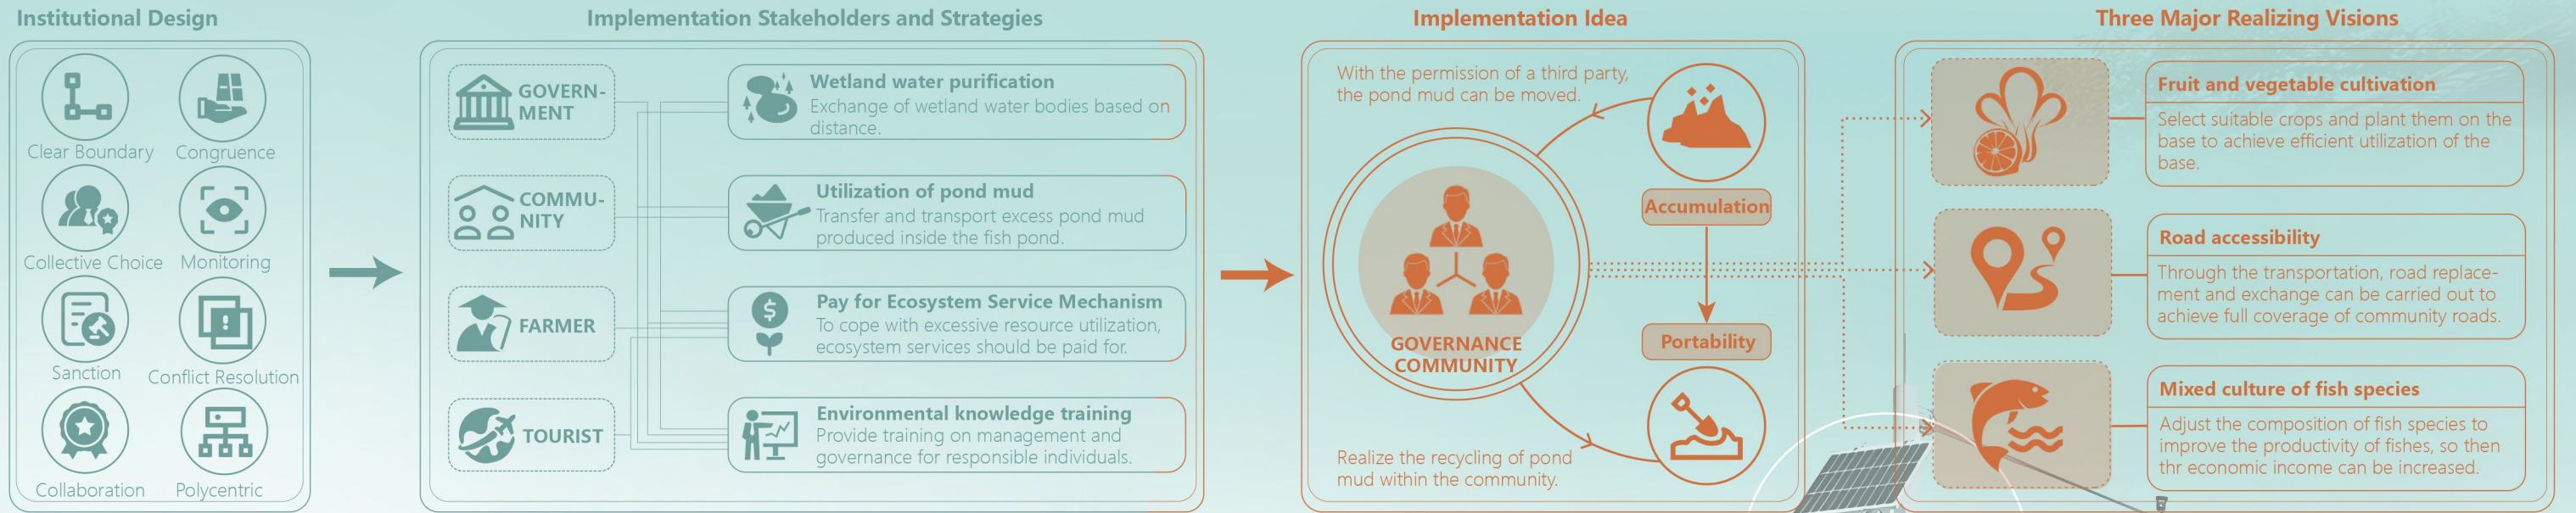 Institutional Design
Clear Boundary
Congruence
Collective Choice
Monitoring
Sanction
Conflict Resolution
Collaboration
Polycentric
Implementation Stakeholders and Strategies
GOVERN-
MENT
COMMU-
NITY
FARMER
TOURIST
Wetland water purification
Exchange of wetland water bodies based on
distance.
Utilization of pond mud
Transfer and transport excess pond mud
produced inside the fish pond.
Pay for Ecosystem Service Mechanism
To cope with excessive resource utilization,
ecosystem services should be paid for.
Environmental knowledge training
Provide training on management and
governance for responsible individuals.
Implementation Idea
With the permission of a third party,
the pond mud can be moved.
GOVERNANCE
COMMUNITY
Accumulation
Portability
Realize the recycling of pond
mud within the community.
Three Major Realizing Visions
Fruit and vegetable cultivation
Select suitable crops and plant them on the
base to achieve efficient utilization of the
base.
Road accessibility
Through the transportation, road replace-
ment and exchange can be carried out to
achieve full coverage of community roads.
Mixed culture of fish species
Adjust the composition of fish species to
improve the productivity of fishes, so then
thr economic income can be increased.